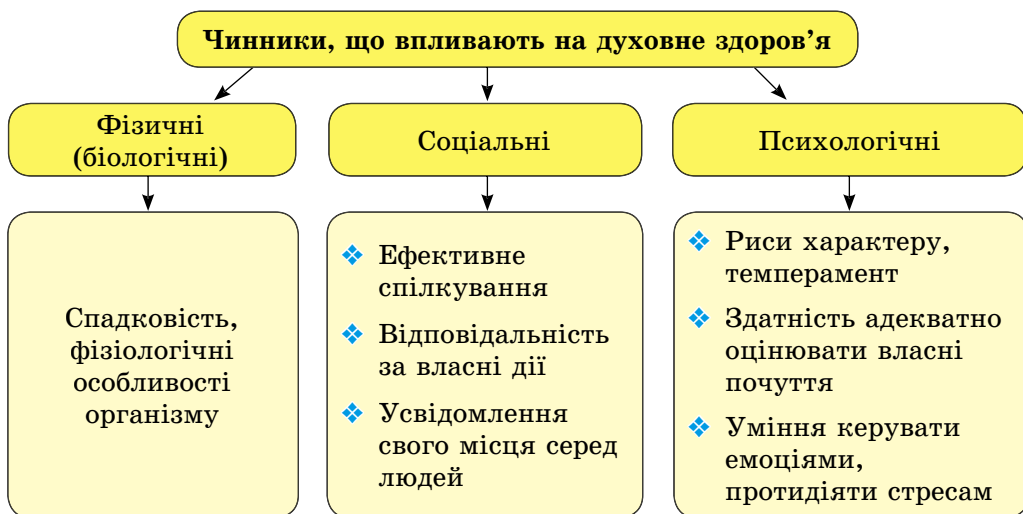 Чинники, що впливають на духовне здоров’я
Фізичні
(біологічні)
Спадковість,
фізіологічні
особливості
організму
Соціальні
Ефективне
спілкування
Відповідальність
за власні дії
Усвідомлення
свого місця серед
людей
Психологічні
Риси характеру,
темперамент
Здатність адекватно
оцінювати власні
почуття
Уміння керувати
емоціями,
протидіяти стресам